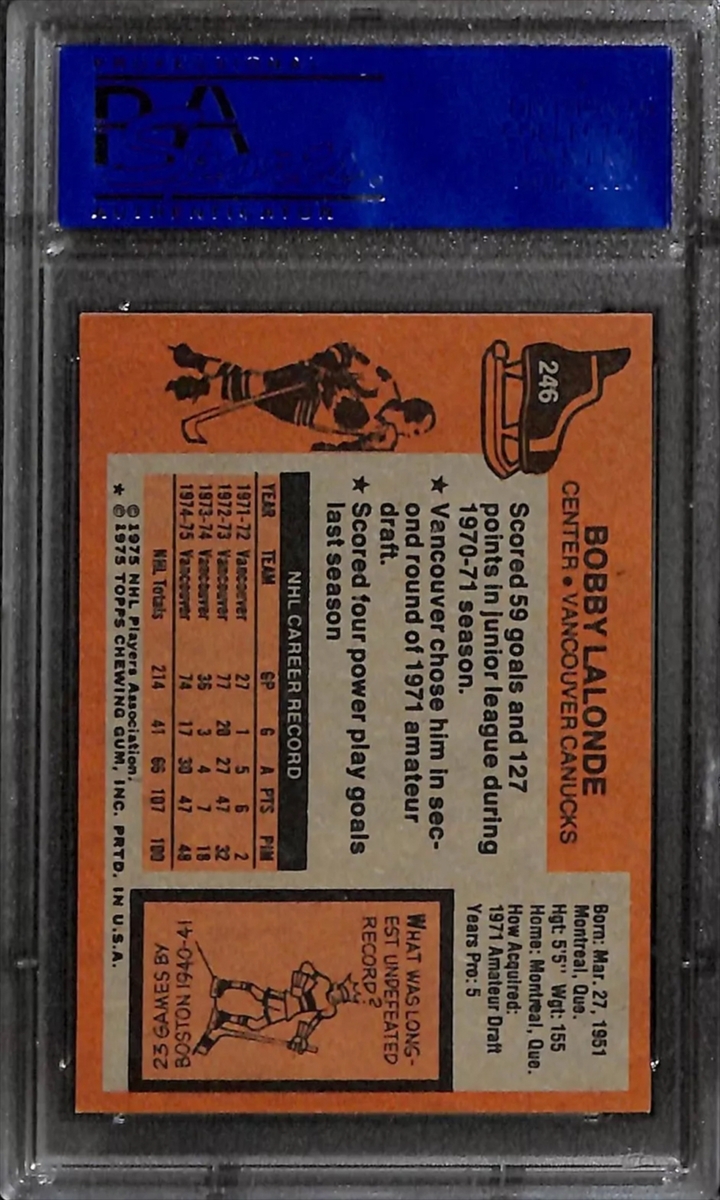 PSA
AUTHENTICATOR
246
BOBBY LALONDE
CENTER • VANCOUVER CANUCKS
Scored 59 goals and 127
points in junior league during
1970-71 season.
★ Vancouver chose him in sec-
ond round of 1971 amateur
draft.
★ Scored four power play goals
last season
Born: Mar. 27, 1951
Montreal, Que.
Hgt: 5'5" Wgt: 155
Home: Montreal, Que.
How Acquired:
1971 Amateur Draft
Years Pro: 5
NHL CAREER RECORD
YEAR TEAM GP G A PTS PIM
1971-72 Vancouver 27 1 5 6 2
1972-73 Vancouver 77 20 27 47 32
1973-74 Vancouver 36 3 4 7 18
1974-75 Vancouver 74 17 30 47 48
NHL Totals 214 41 66 107 100
WHAT WAS LONG-
EST UNDEFEATED
RECORD?
BOSTON 1940-41
23 GAMES BY
© 1975 NHL Players Association.
★ © 1975 TOPPS CHEWING GUM, INC. PRTD. IN U.S.A.